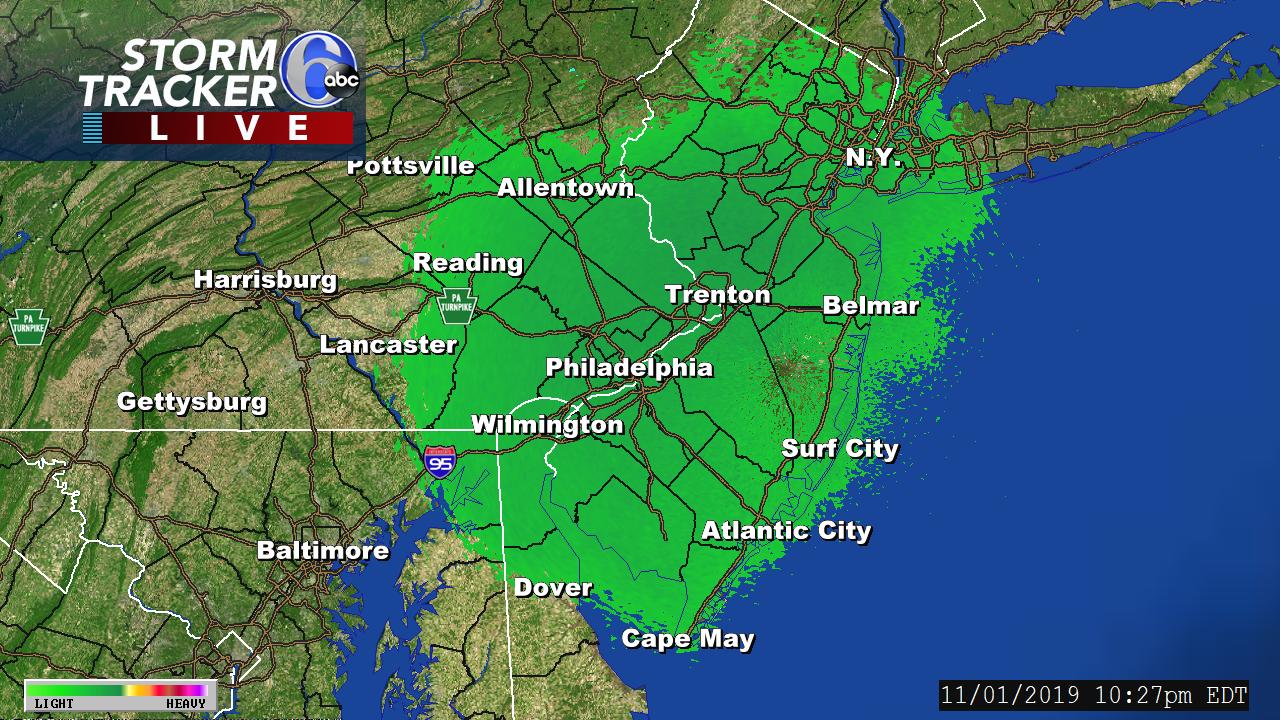 STORM
TRACKER
6
abc
LIVE
N.Y.
Pottsville
Allentown
Reading
Harrisburg
PA
TURNPIKE
Trenton
Belmar
PA
TURNPIKE
Lancaster
Philadelphia
Gettysburg
Wilmington
Surf City
INTERSTATE
95
Atlantic City
Baltimore
Dover
Cape May
LIGHT HEAVY
11/01/2019 10:27pm EDT